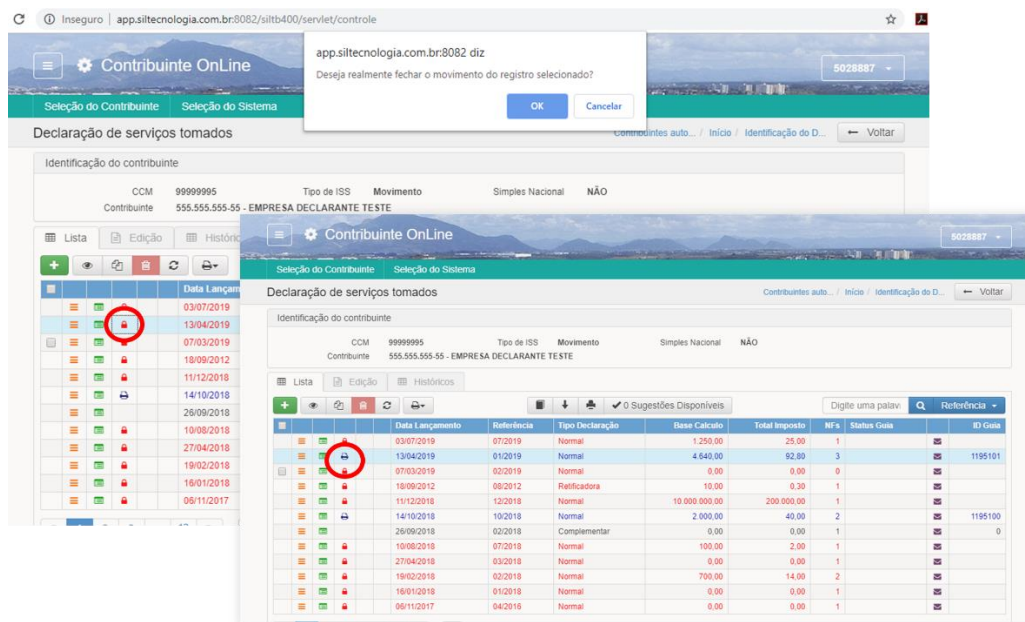 Inseguro | app.siltecnologia.com.br:8082/siltb400/servlet/controle
app.siltecnologia.com.br:8082 diz
Deseja realmente fechar o movimento do registro selecionado?
OK Cancelar
Contribuinte OnLine
5028887
Seleção do Contribuinte Seleção do Sistema
Declaração de serviços tomados
Contribuintes auto... / Início / Identificação do D... Voltar
Identificação do contribuinte
CCM 99999995 Tipo de ISS Movimento Simples Nacional NÃO
Contribuinte 555.555.555-55 - EMPRESA DECLARANTE TESTE
Lista Edição Históric
Data Lançam
03/07/2019
13/04/2019
07/03/2019
18/09/2012
11/12/2018
14/10/2018
26/09/2018
10/08/2018
27/04/2018
19/02/2018
16/01/2018
06/11/2017
Contribuinte OnLine
5028887
Seleção do Contribuinte Seleção do Sistema
Declaração de serviços tomados
Contribuintes auto... / Início / Identificação do D... Voltar
Identificação do contribuinte
CCM 99999995 Tipo de ISS Movimento Simples Nacional NÃO
Contribuinte 555.555.555-55 - EMPRESA DECLARANTE TESTE
Lista Edição Históricos
0 Sugestões Disponíveis Digite uma palav Referência
Data Lançamento Referência Tipo Declaração Base Calculo Total Imposto NFs Status Guia ID Guia
03/07/2019 07/2019 Normal 1.250,00 25,00 1
13/04/2019 01/2019 Normal 4.640,00 92,80 3 1195101
07/03/2019 02/2019 Normal 0,00 0,00 0
18/09/2012 08/2012 Retificadora 10,00 0,30 1
11/12/2018 12/2018 Normal 10.000.000,00 200.000,00 1
14/10/2018 10/2018 Normal 2.000,00 40,00 2 1195100
26/09/2018 02/2018 Complementar 0,00 0,00 1 0
10/08/2018 07/2018 Normal 100,00 2,00 1
27/04/2018 03/2018 Normal 0,00 0,00 1
19/02/2018 02/2018 Normal 700,00 14,00 2
16/01/2018 01/2018 Normal 0,00 0,00 1
06/11/2017 04/2016 Normal 0,00 0,00 1